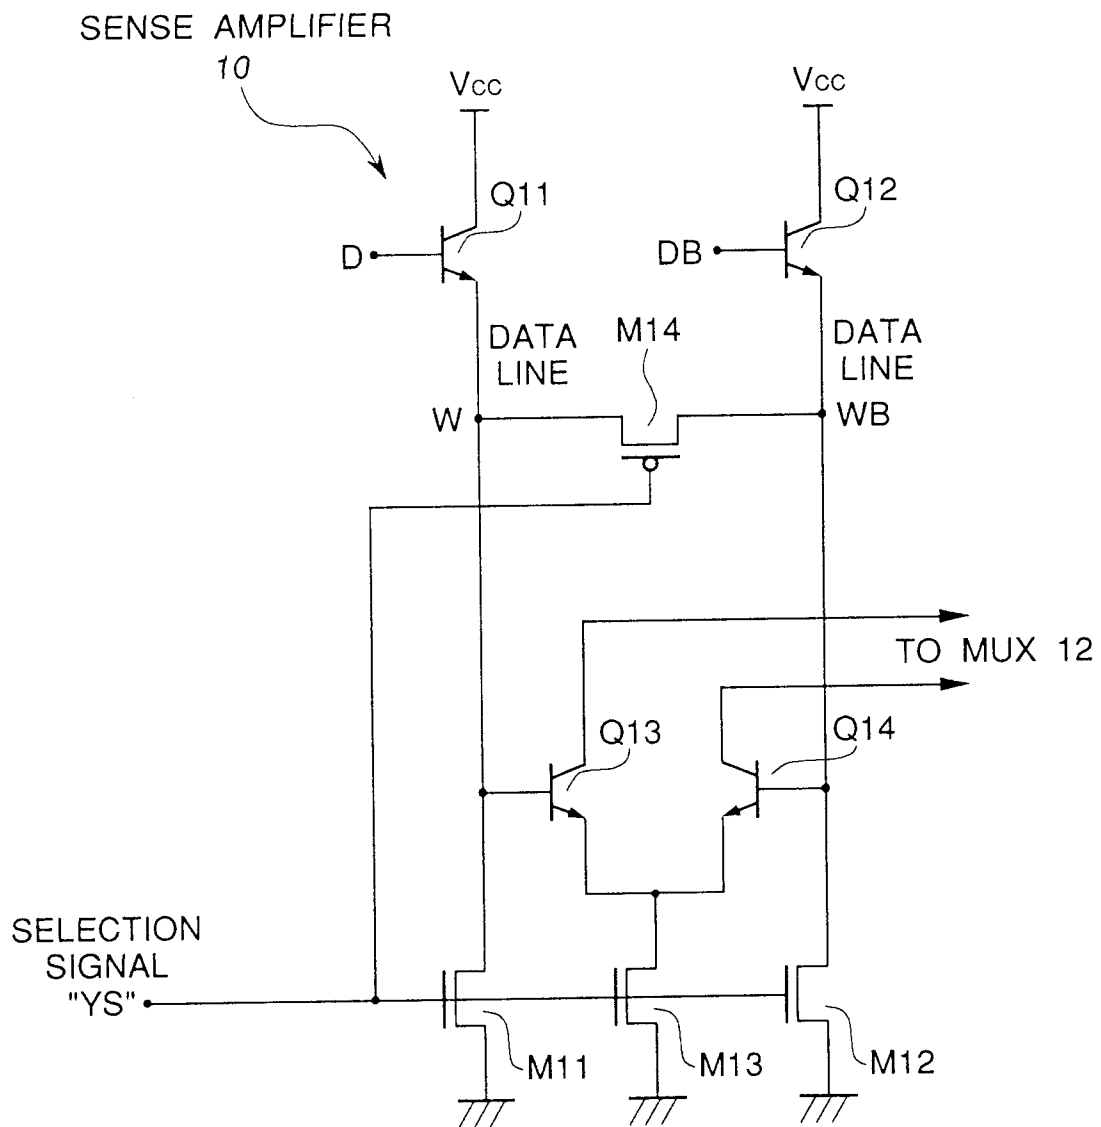 SENSE AMPLIFIER
10
Vcc
Vcc
Q11
Q12
D
DB
DATA
LINE
M14
DATA
LINE
W
WB
TO MUX 12
Q13
Q14
SELECTION
SIGNAL
"YS"
M11
M13
M12